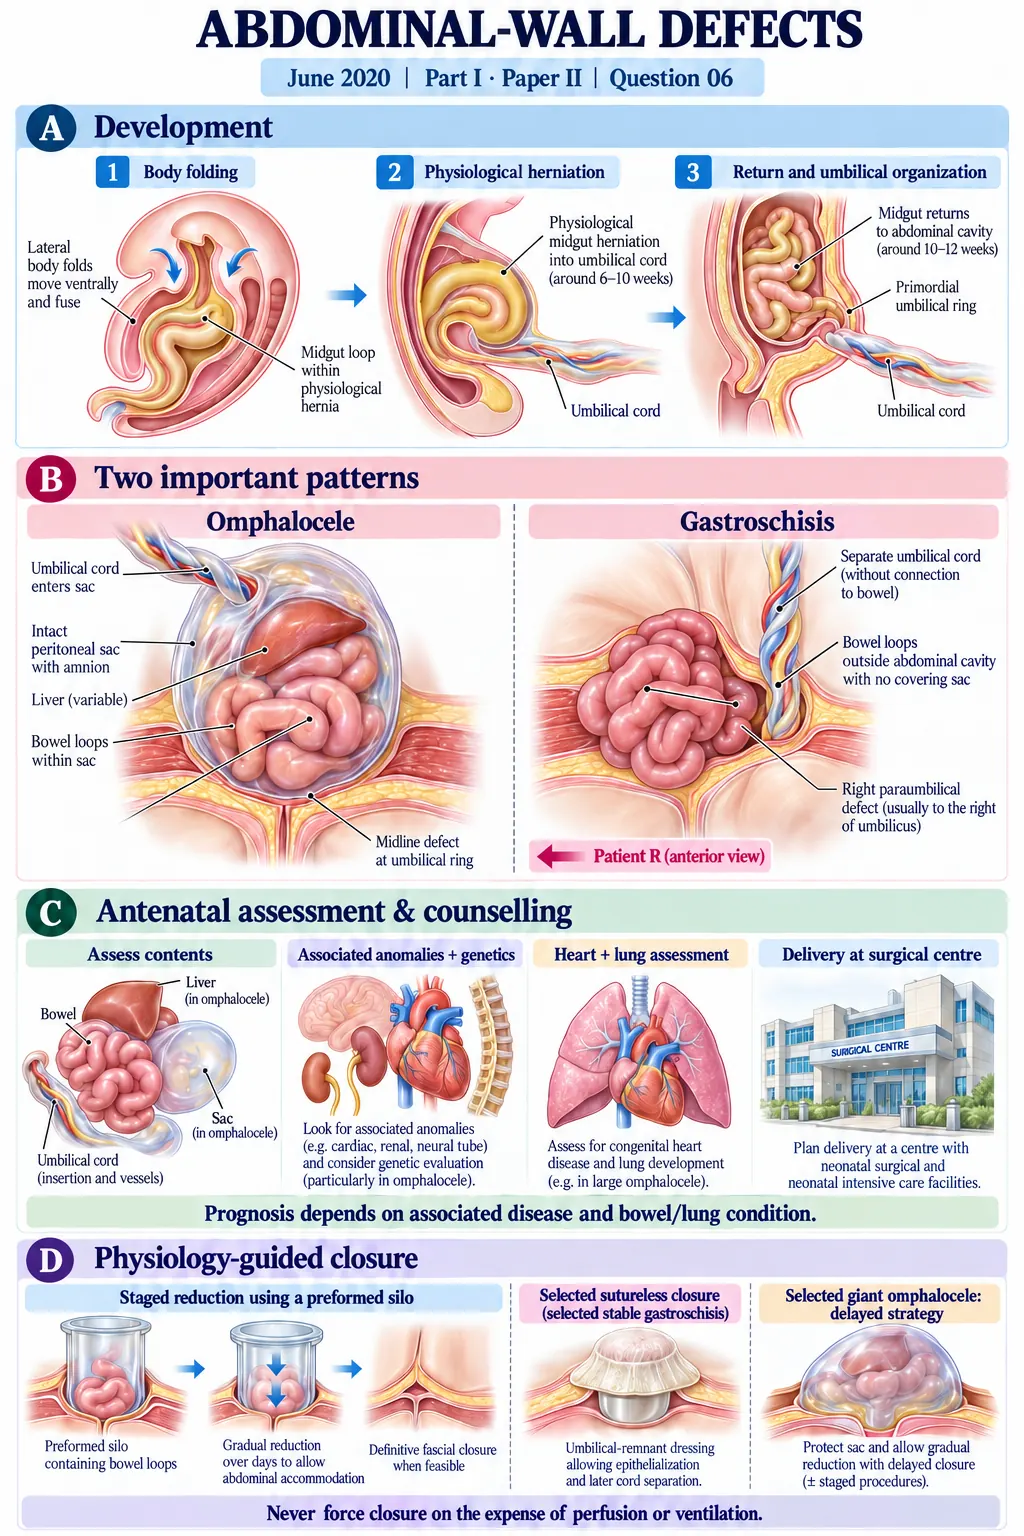 ABDOMINAL-WALL DEFECTS
June 2020 | Part I · Paper II | Question 06
A Development
1 Body folding
2 Physiological herniation
3 Return and umbilical organization
Lateral
body folds
move ventrally
and fuse
Midgut loop
within
physiological
hernia
Physiological
midgut herniation
into umbilical cord
(around 6–10 weeks)
Umbilical cord
Midgut returns
to abdominal cavity
(around 10–12 weeks)
Primordial
umbilical ring
Umbilical cord
B Two important patterns
Omphalocele
Umbilical cord
enters sac
Intact
peritoneal sac
with amnion
Liver (variable)
Bowel loops
within sac
Midline defect
at umbilical ring
Gastroschisis
Separate umbilical cord
(without connection
to bowel)
Bowel loops
outside abdominal cavity
with no covering sac
Right paraumbilical
defect (usually to the right
of umbilicus)
Patient R (anterior view)
C Antenatal assessment & counselling
Assess contents
Liver
(in omphalocele)
Bowel
Sac
(in omphalocele)
Umbilical cord
(insertion and vessels)
Associated anomalies + genetics
Look for associated anomalies
(e.g. cardiac, renal, neural tube)
and consider genetic evaluation
(particularly in omphalocele).
Heart + lung assessment
Assess for congenital heart
disease and lung development
(e.g. in large omphalocele).
Delivery at surgical centre
SURIGICAL CENTRE
Plan delivery at a centre with
neonatal surgical and
neonatal intensive care facilities.
Prognosis depends on associated disease and bowel/lung condition.
D Physiology-guided closure
Staged reduction using a preformed silo
Preformed silo
containing bowel loops
Gradual reduction
over days to allow
abdominal accommodation
Definitive fascial closure
when feasible
Selected sutureless closure
(selected stable gastroschisis)
Umbilical-remnant dressing
allowing epithelialization
and later cord separation.
Selected giant omphalocele:
delayed strategy
Protect sac and allow gradual
reduction with delayed closure
(± staged procedures).
Never force closure on the expense of perfusion or ventilation.